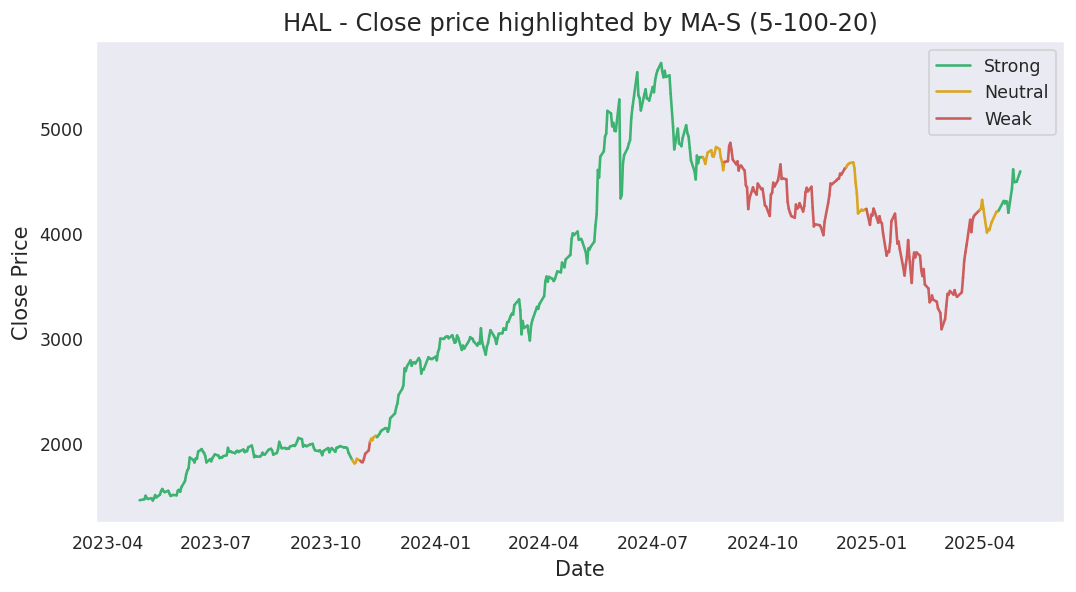 HAL - Close price highlighted by MA-S (5-100-20)
Strong
Neutral
Weak
Close Price
5000
4000
3000
2000
2023-04 2023-07 2023-10 2024-01 2024-04 2024-07 2024-10 2025-01 2025-04
Date